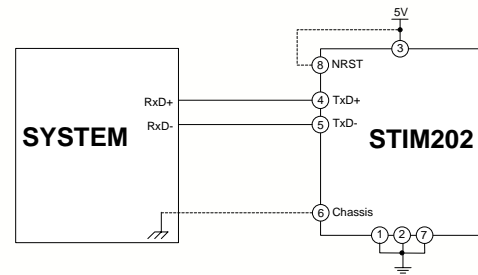 5V
3
8 NRST
RxD+ 4 TxD+
RxD- 5 TxD-
SYSTEM STIM202
6 Chassis
1 2 7